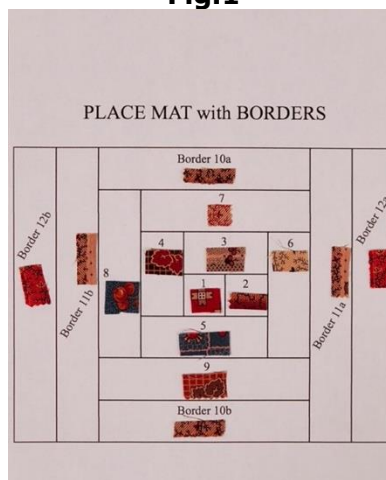 Fig.1
PLACE MAT with BORDERS
Border 10a
7
4
3
6
8
1
2
5
9
Border 10b
Border 12b
Border 11b
Border 11a
Border 12a